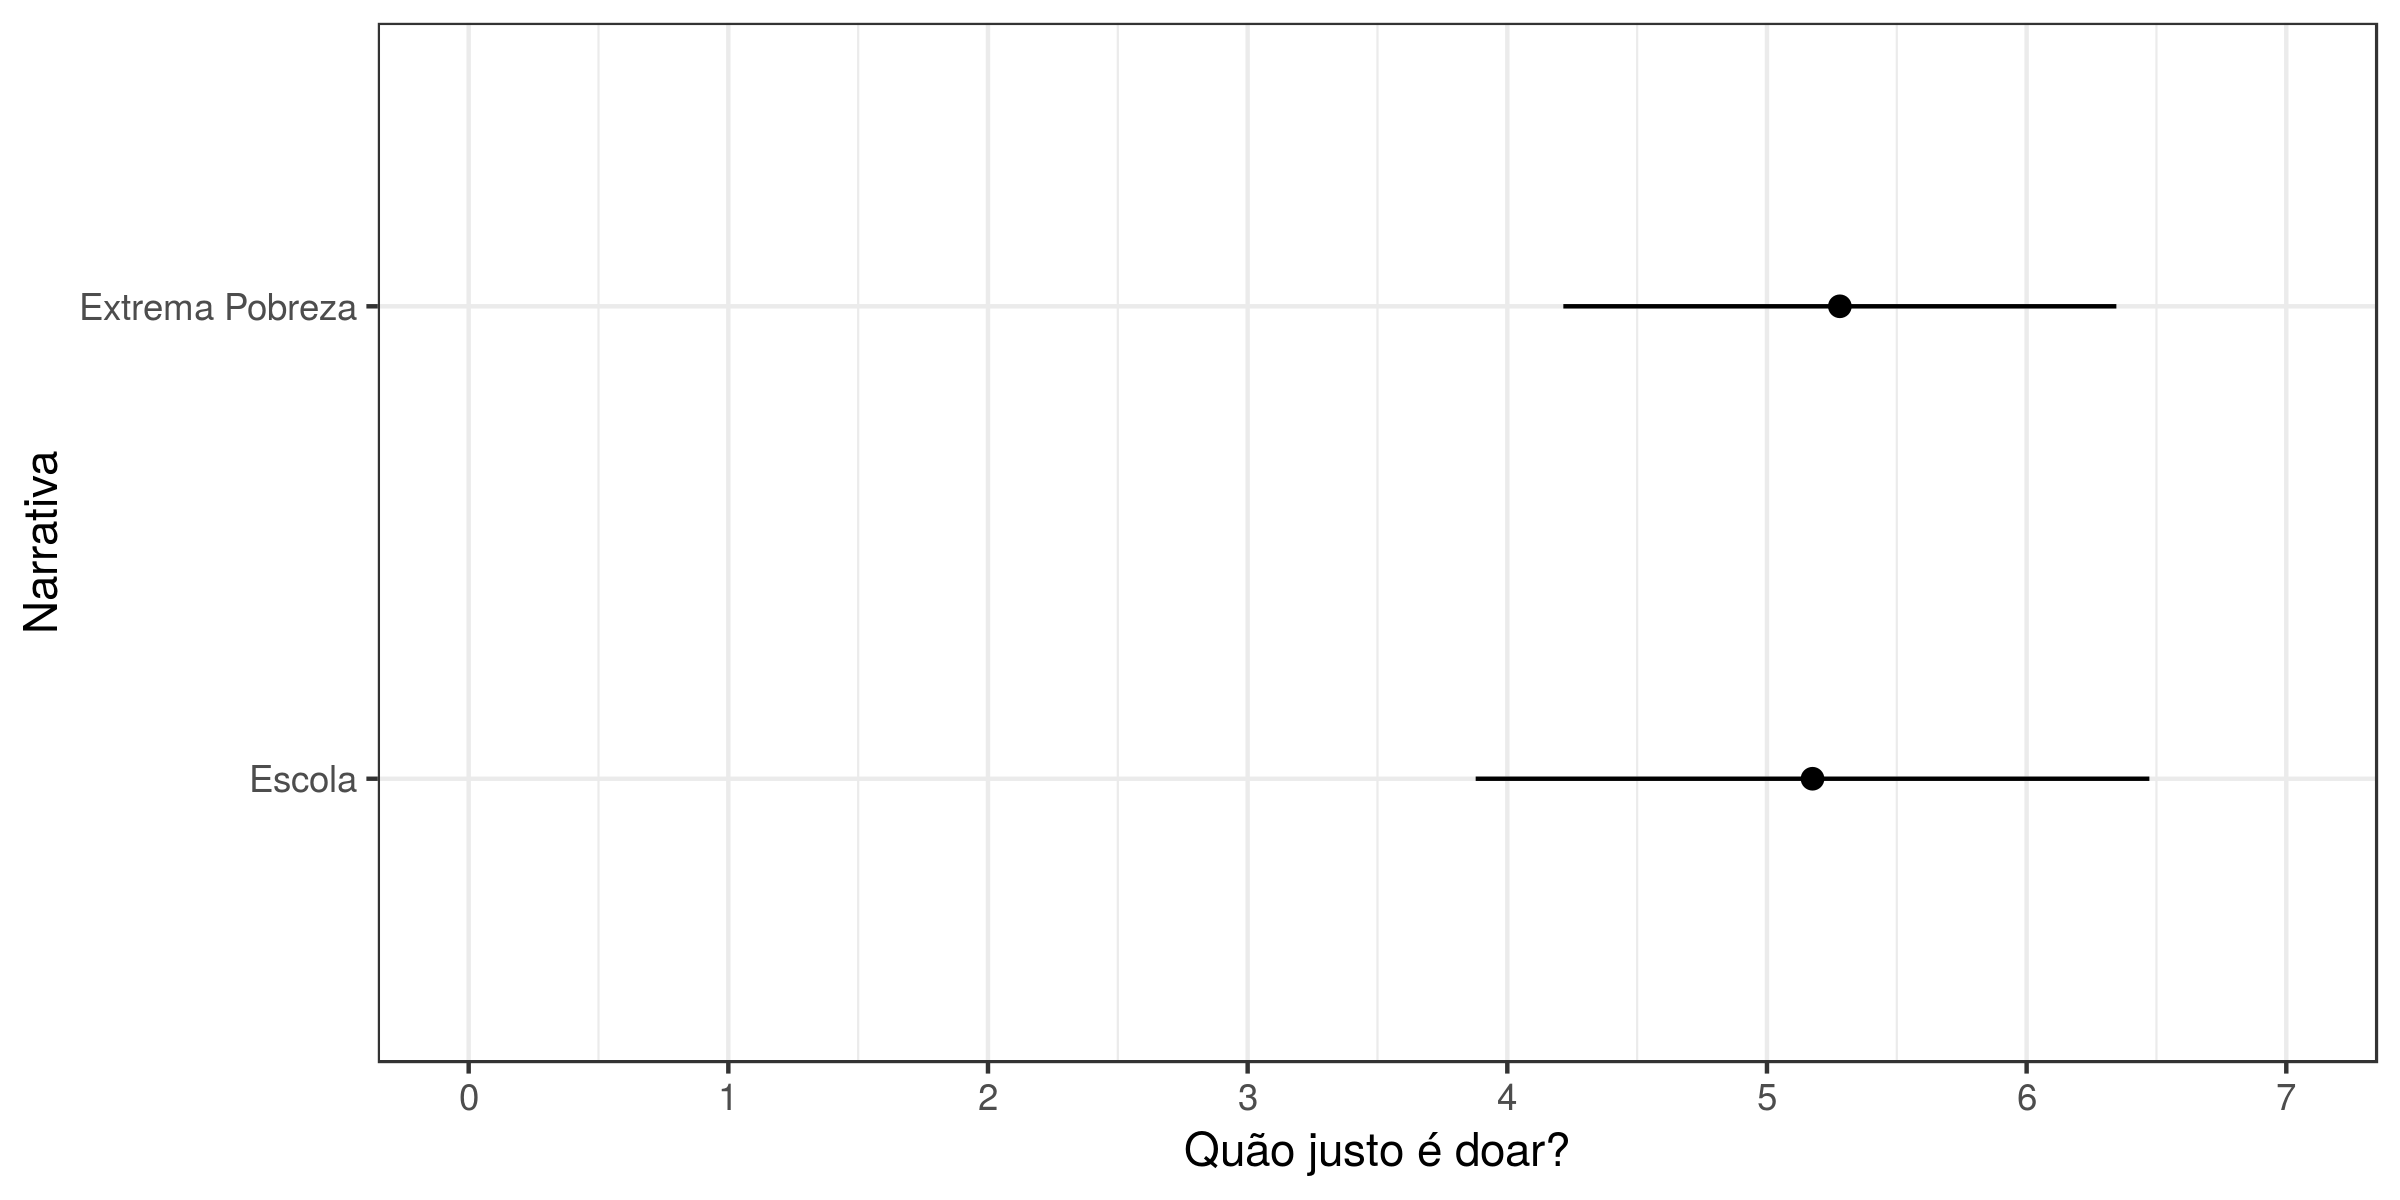 Narrativa
Extrema Pobreza
Escola
0 1 2 3 4 5 6 7
Quão justo é doar?